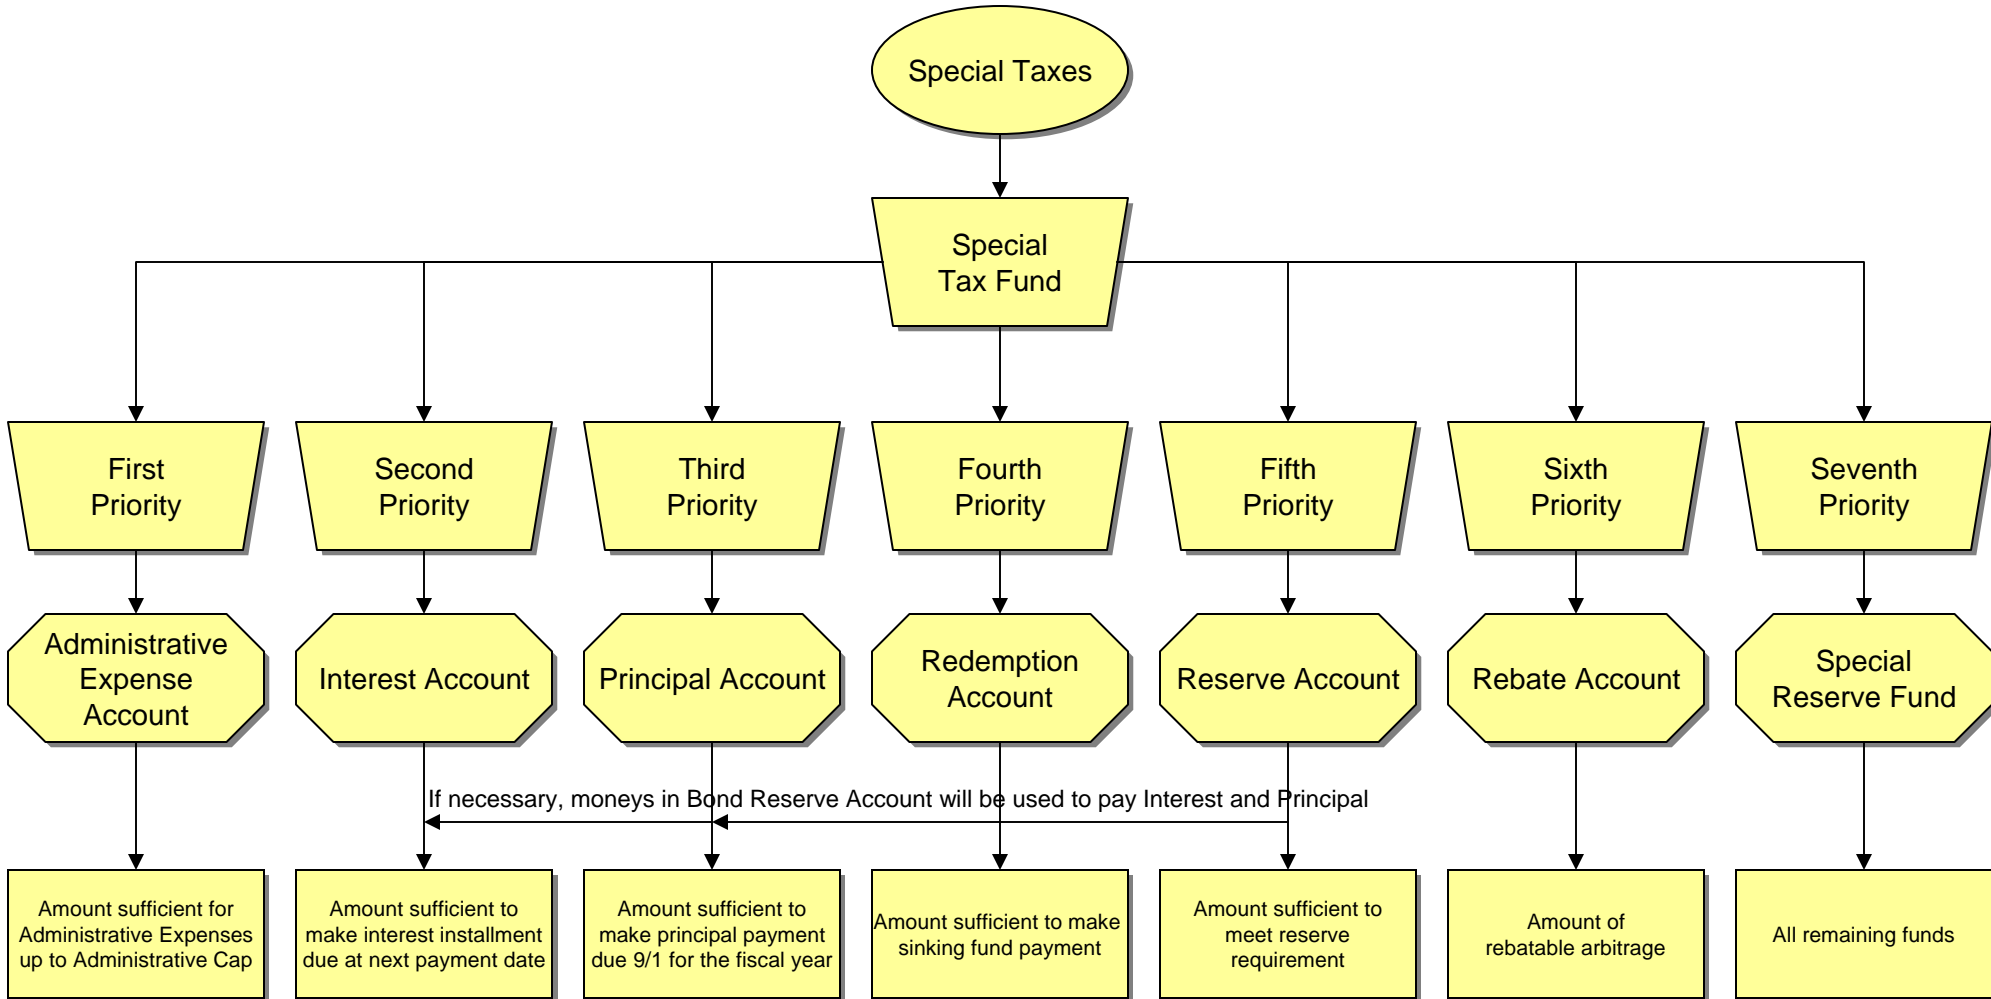 Special Taxes
Special
Tax Fund
First
Priority
Second
Priority
Third
Priority
Fourth
Priority
Fifth
Priority
Sixth
Priority
Seventh
Priority
Administrative
Expense
Account
Interest Account
Principal Account
Redemption
Account
Reserve Account
Rebate Account
Special
Reserve Fund
If necessary, moneys in Bond Reserve Account will be used to pay Interest and Principal
Amount sufficient for
Administrative Expenses
up to Administrative Cap
Amount sufficient to
make interest installment
due at next payment date
Amount sufficient to
make principal payment
due 9/1 for the fiscal year
Amount sufficient to make
sinking fund payment
Amount sufficient to
meet reserve
requirement
Amount of
rebatable arbitrage
All remaining funds